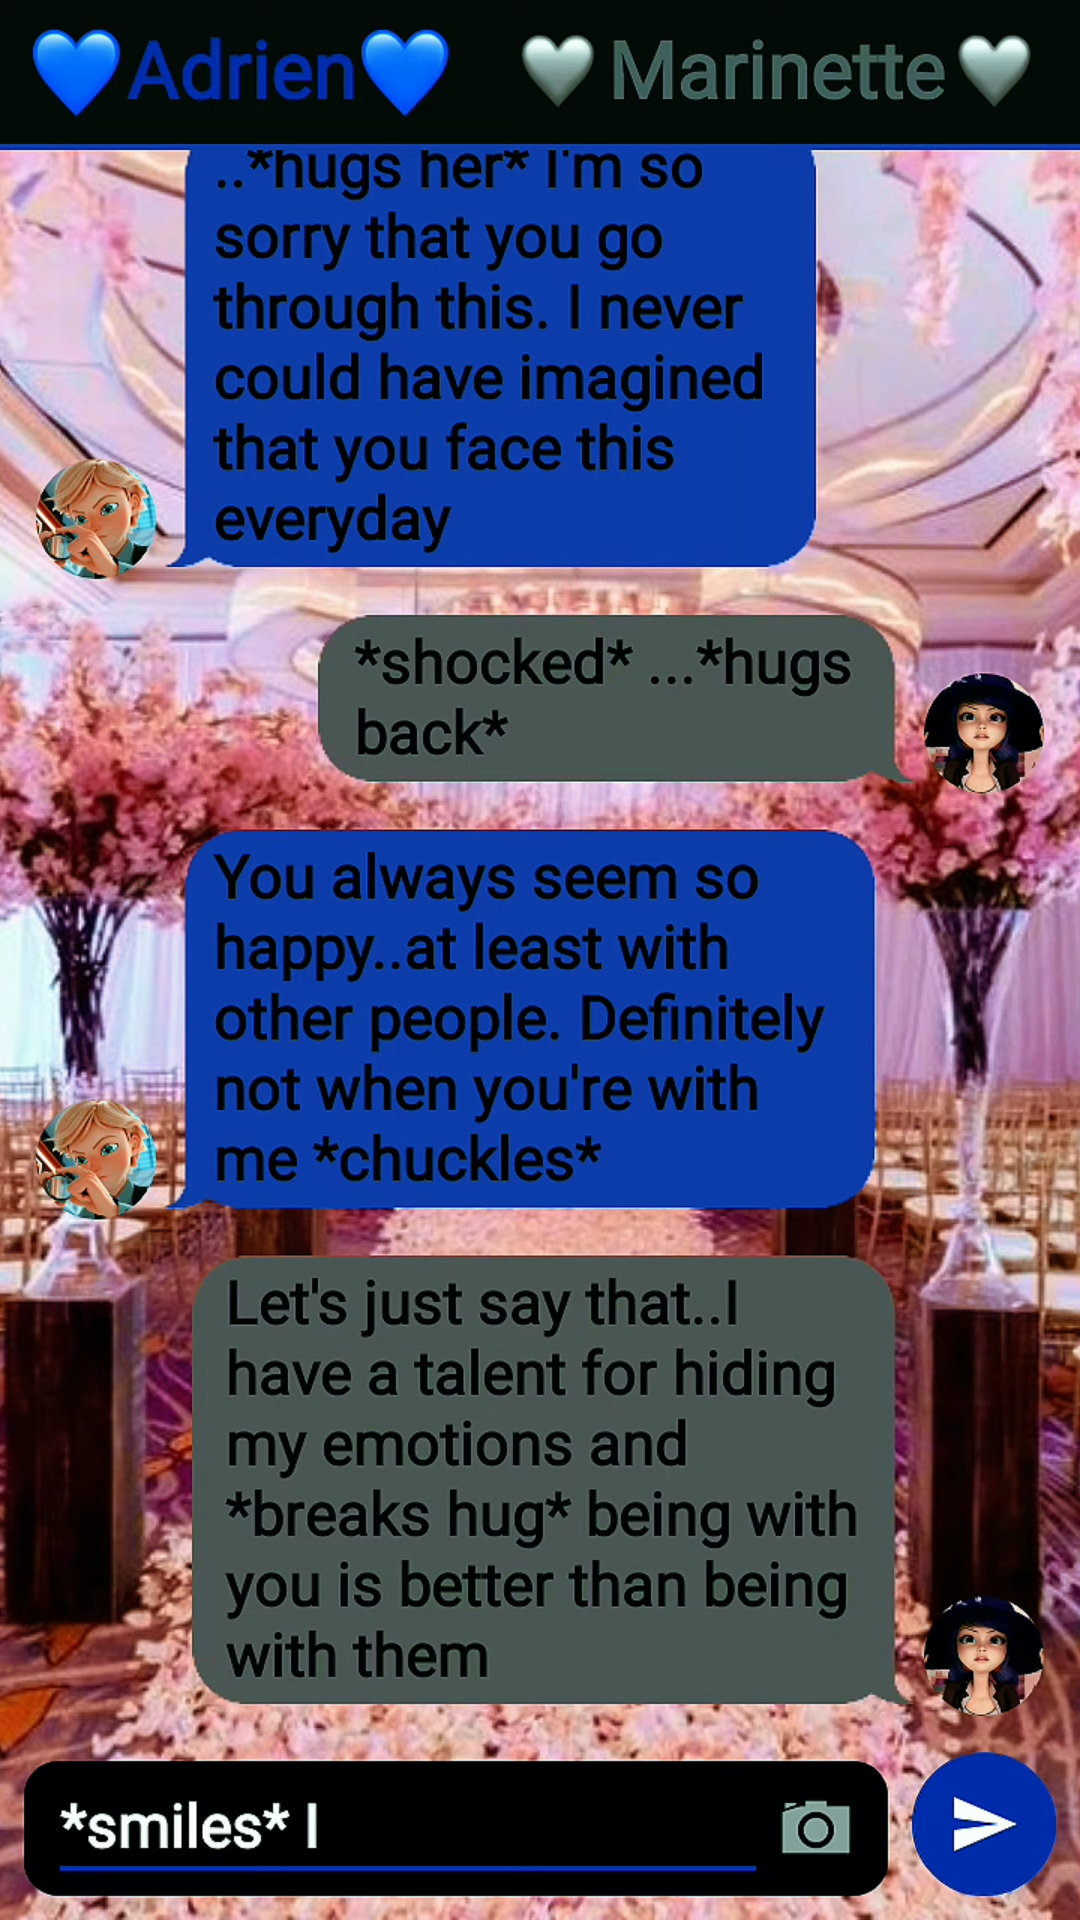 💙Adrien💙 🤍Marinette🤍
..*hugs her* I'm so
sorry that you go
through this. I never
could have imagined
that you face this
everyday
*shocked* ...*hugs
back*
You always seem so
happy..at least with
other people. Definitely
not when you're with
me *chuckles*
Let's just say that..I
have a talent for hiding
my emotions and
*breaks hug* being with
you is better than being
with them
*smiles* I